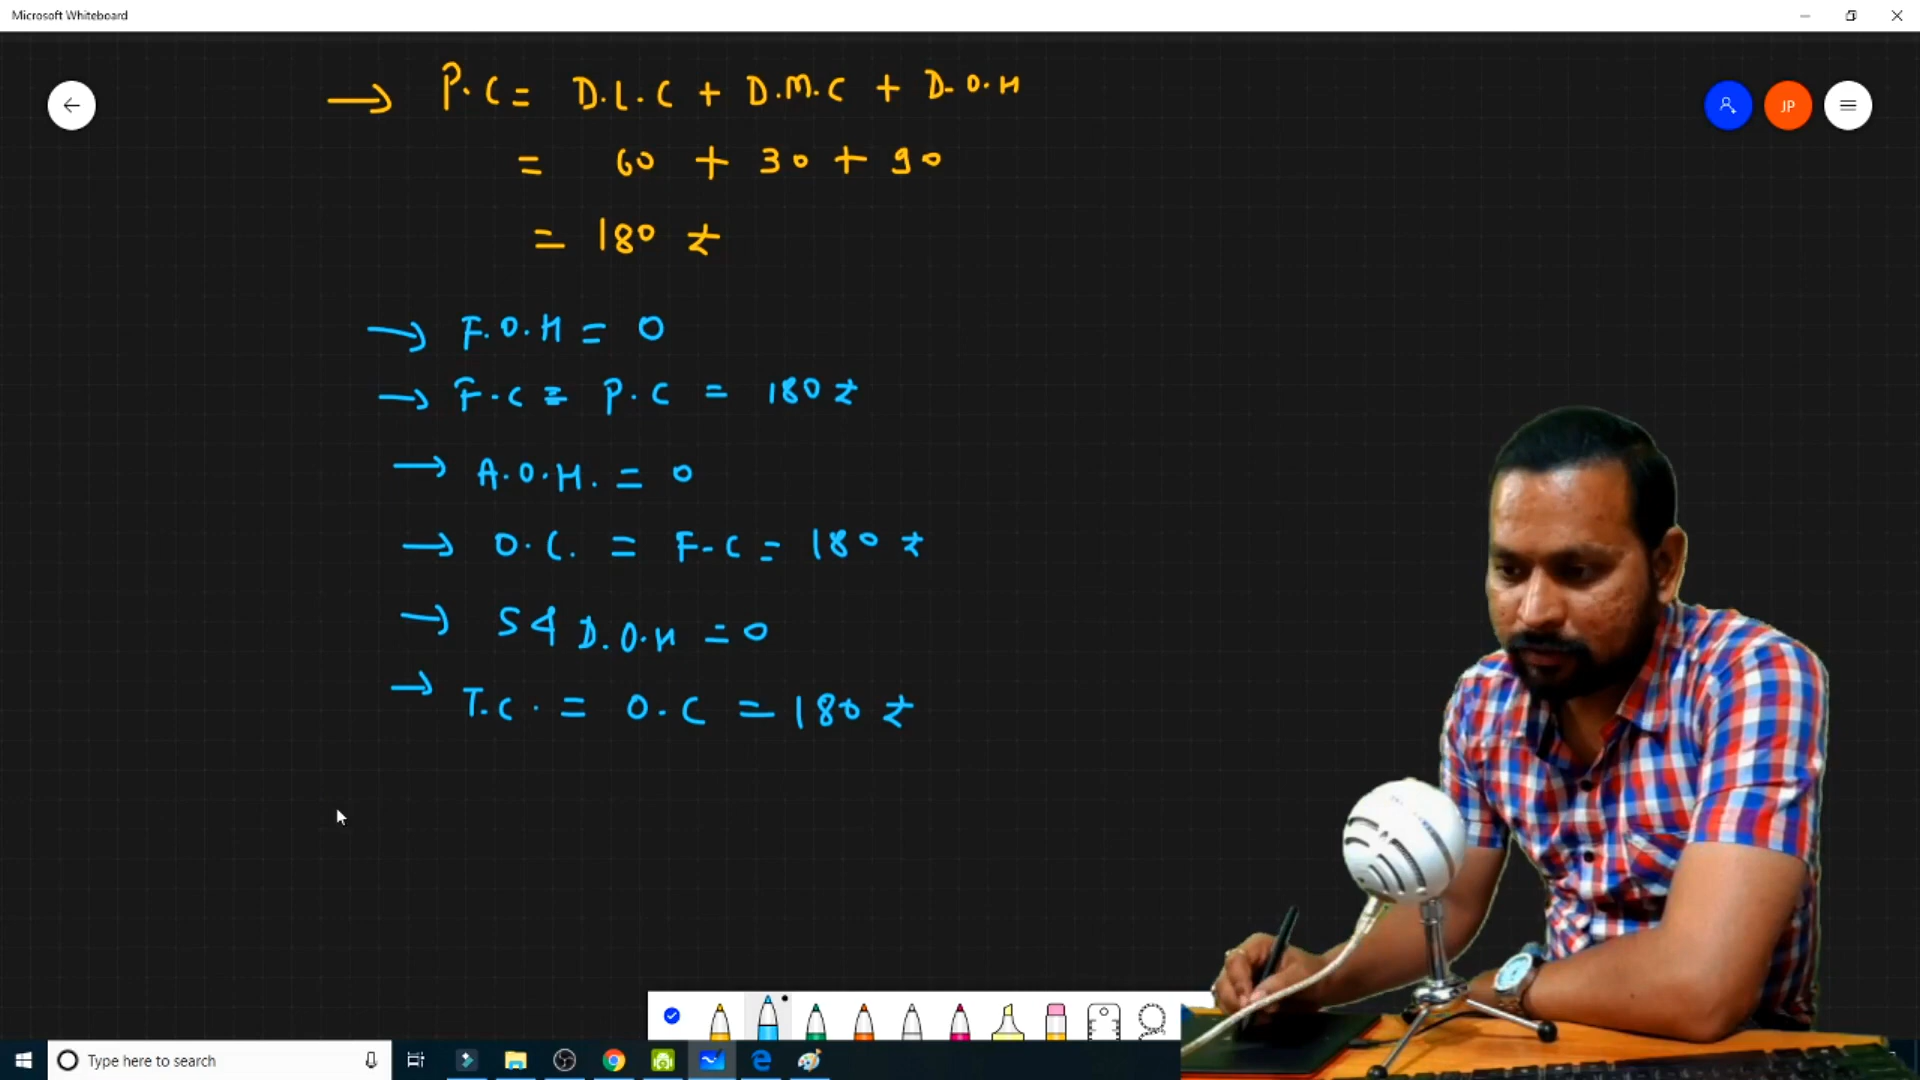 Microsoft Whiteboard
JP
→ P.C = D.L.C + D.M.C + D.O.H
= 60 + 30 + 90
= 180 ₹
→ F.O.H = 0
→ F.C = P.C = 180 ₹
→ A.O.H. = 0
→ O.C. = F.C = 180 ₹
→ S & D.O.H = 0
→ T.C. = O.C = 180 ₹
Type here to search